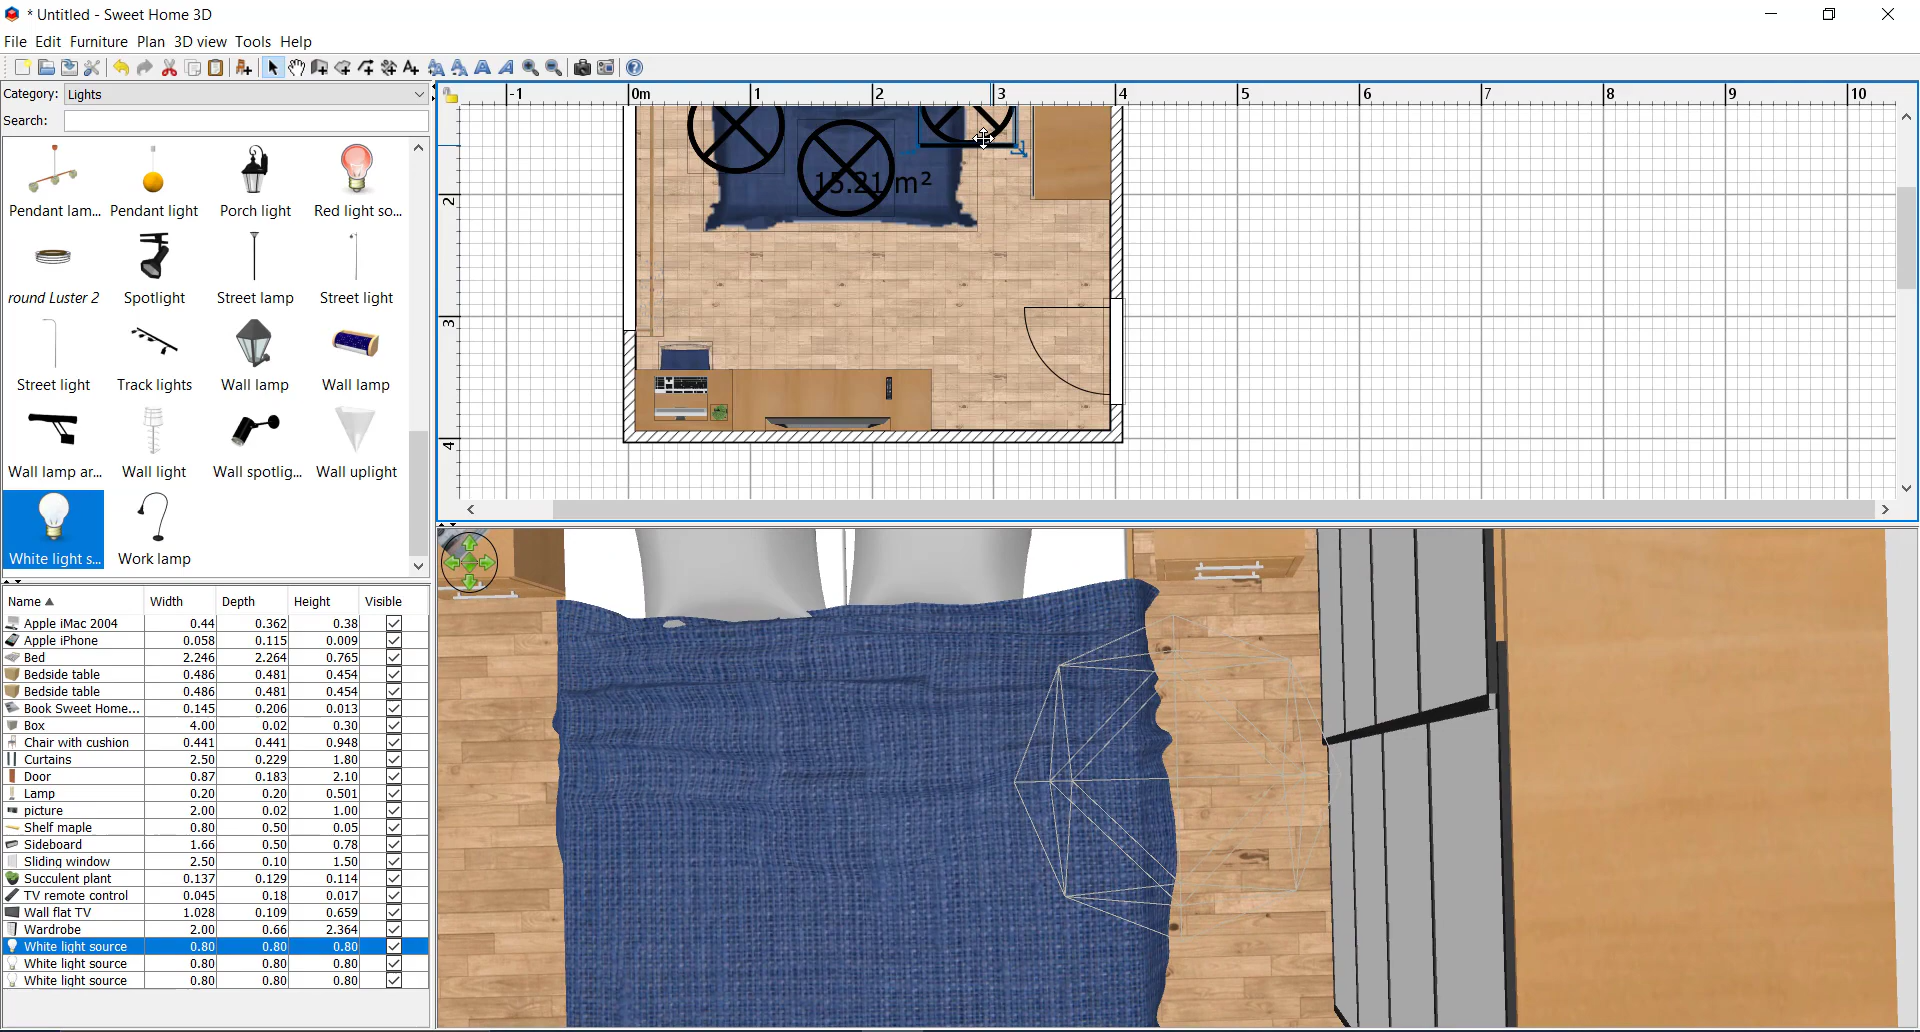 * Untitled - Sweet Home 3D
File Edit Furniture Plan 3D view Tools Help
Category: Lights
Search:
Pendant lam... Pendant light Porch light Red light so...
round Luster 2 Spotlight Street lamp Street light
Street light Track lights Wall lamp Wall lamp
Wall lamp ar... Wall light Wall spotlig... Wall uplight
White light s... Work lamp
Name Width Depth Height Visible
Apple iMac 2004 0.44 0.362 0.38
Apple iPhone 0.058 0.115 0.009
Bed 2.246 2.264 0.765
Bedside table 0.486 0.481 0.454
Bedside table 0.486 0.481 0.454
Book Sweet Home... 0.145 0.206 0.013
Box 4.00 0.02 0.30
Chair with cushion 0.441 0.441 0.948
Curtains 2.50 0.229 1.80
Door 0.87 0.183 2.10
Lamp 0.20 0.20 0.501
picture 2.00 0.02 1.00
Shelf maple 0.80 0.50 0.05
Sideboard 1.66 0.50 0.78
Sliding window 2.50 0.10 1.50
Succulent plant 0.137 0.129 0.114
TV remote control 0.045 0.18 0.017
Wall flat TV 1.028 0.109 0.659
Wardrobe 2.00 0.66 2.364
White light source 0.80 0.80 0.80
White light source 0.80 0.80 0.80
White light source 0.80 0.80 0.80
-1 0m 1 2 3 4 5 6 7 8 9 10
2
3
4
15.21 m²